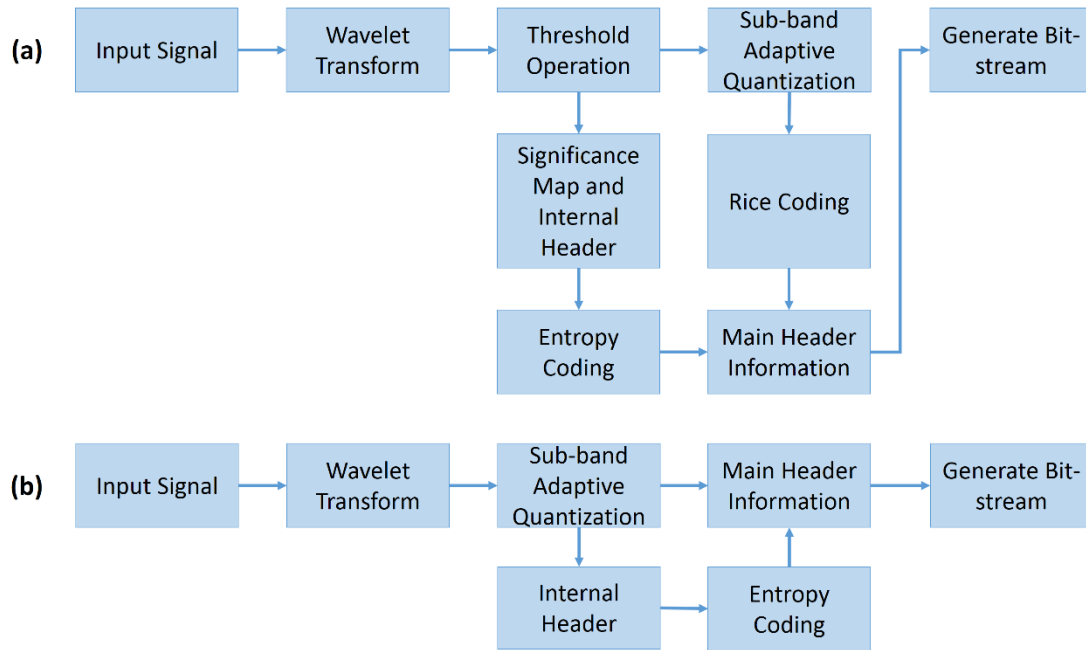 (a)
Input Signal
Wavelet
Transform
Threshold
Operation
Sub-band
Adaptive
Quantization
Generate Bit-
stream
Significance
Map and
Internal
Header
Rice Coding
Entropy
Coding
Main Header
Information
(b)
Input Signal
Wavelet
Transform
Sub-band
Adaptive
Quantization
Main Header
Information
Generate Bit-
stream
Internal
Header
Entropy
Coding